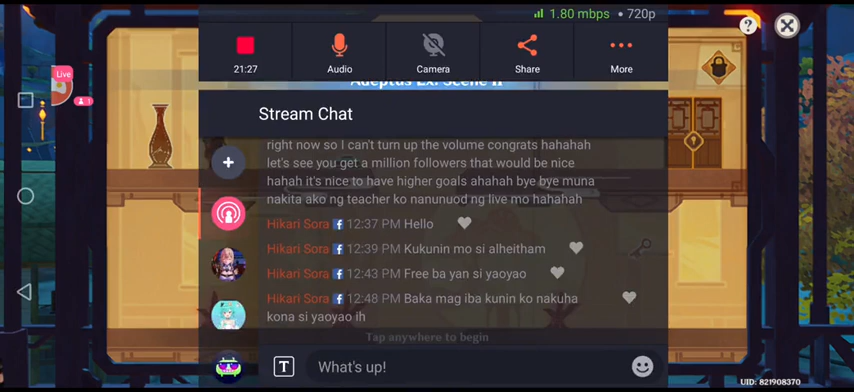 1.80 mbps • 720p
Live
1
21:27
Audio
Camera
Share
More
Adeptus Ex: Scene II
Stream Chat
right now so I can't turn up the volume congrats hahahah
let's see you get a million followers that would be nice
hahah it's nice to have higher goals ahahah bye bye muna
nakita ako ng teacher ko nanunuod ng live mo hahahah
Hikari Sora 12:37 PM Hello
Hikari Sora 12:39 PM Kukunin mo si alheitham
Hikari Sora 12:43 PM Free ba yan si yaoyao
Hikari Sora 12:48 PM Baka mag iba kunin ko nakuha
kona si yaoyao ih
Tap anywhere to begin
T
What's up!
UID: 821908370